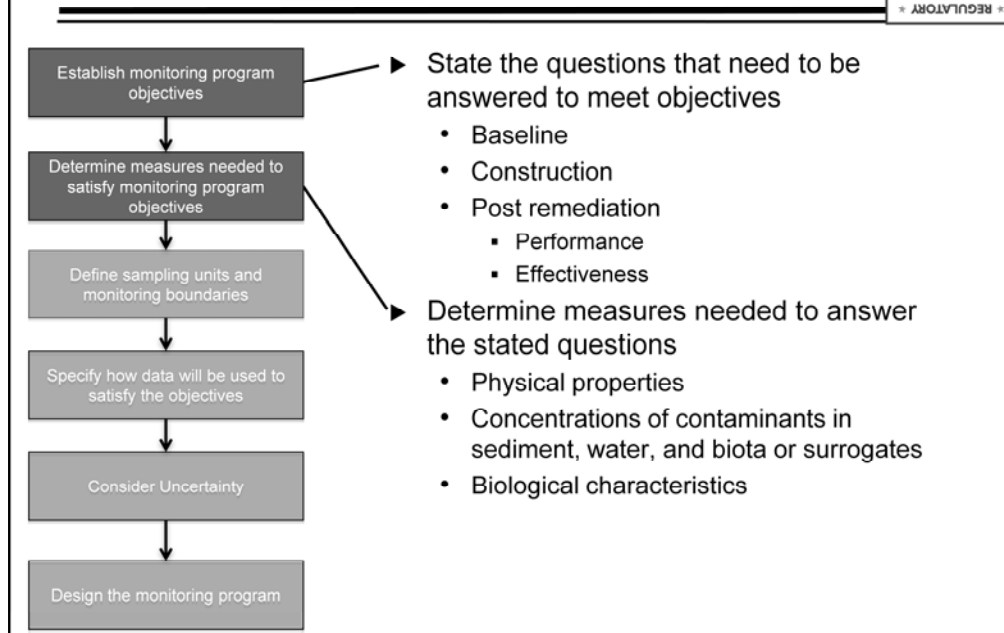 * REGULATORY *
Establish monitoring program
objectives
Determine measures needed to
satisfy monitoring program
objectives
Define sampling units and
monitoring boundaries
Specify how data will be used to
satisfy the objectives
Consider Uncertainty
Design the monitoring program
► State the questions that need to be
answered to meet objectives
• Baseline
• Construction
• Post remediation
▪ Performance
▪ Effectiveness
► Determine measures needed to answer
the stated questions
• Physical properties
• Concentrations of contaminants in
sediment, water, and biota or surrogates
• Biological characteristics